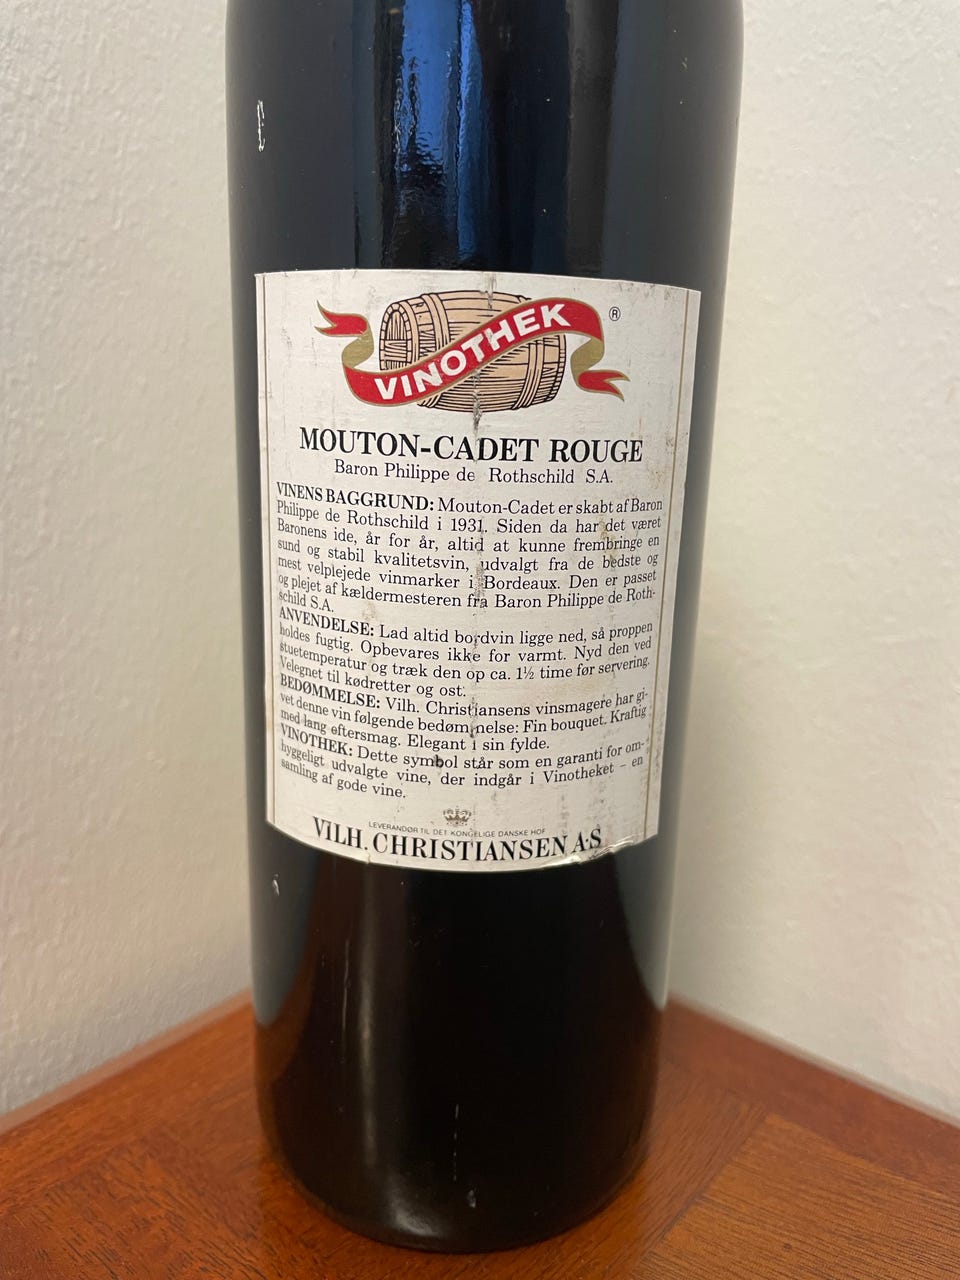 VINOTHEK ®
MOUTON-CADET ROUGE
Baron Philippe de Rothschild S.A.
VINENS BAGGRUND: Mouton-Cadet er skabt af Baron
Philippe de Rothschild i 1931. Siden da har det været
Baronens ide, år for år, altid at kunne frembringe en
sund og stabil kvalitetsvin, udvalgt fra de bedste og
mest velplejede vinmarker i Bordeaux. Den er passet
og plejet af kældermesteren fra Baron Philippe de Roth-
schild S.A.
ANVENDELSE: Lad altid bordvin ligge ned, så proppen
holdes fugtig. Opbevares ikke for varmt. Nyd den ved
stuetemperatur og træk den op ca. 1½ time før servering.
Velegnet til kødretter og ost.
BEDØMMELSE: Vilh. Christiansens vinsmagere har gi-
vet denne vin følgende bedømmelse: Fin bouquet. Kraftig
med lang eftersmag. Elegant i sin fylde.
VINOTHEK: Dette symbol står som en garanti for om-
hyggeligt udvalgte vine, der indgår i Vinotheket – en
samling af gode vine.
LEVERANDØR TIL DET KONGELIGE DANSKE HOF
VILH. CHRISTIANSEN A·S